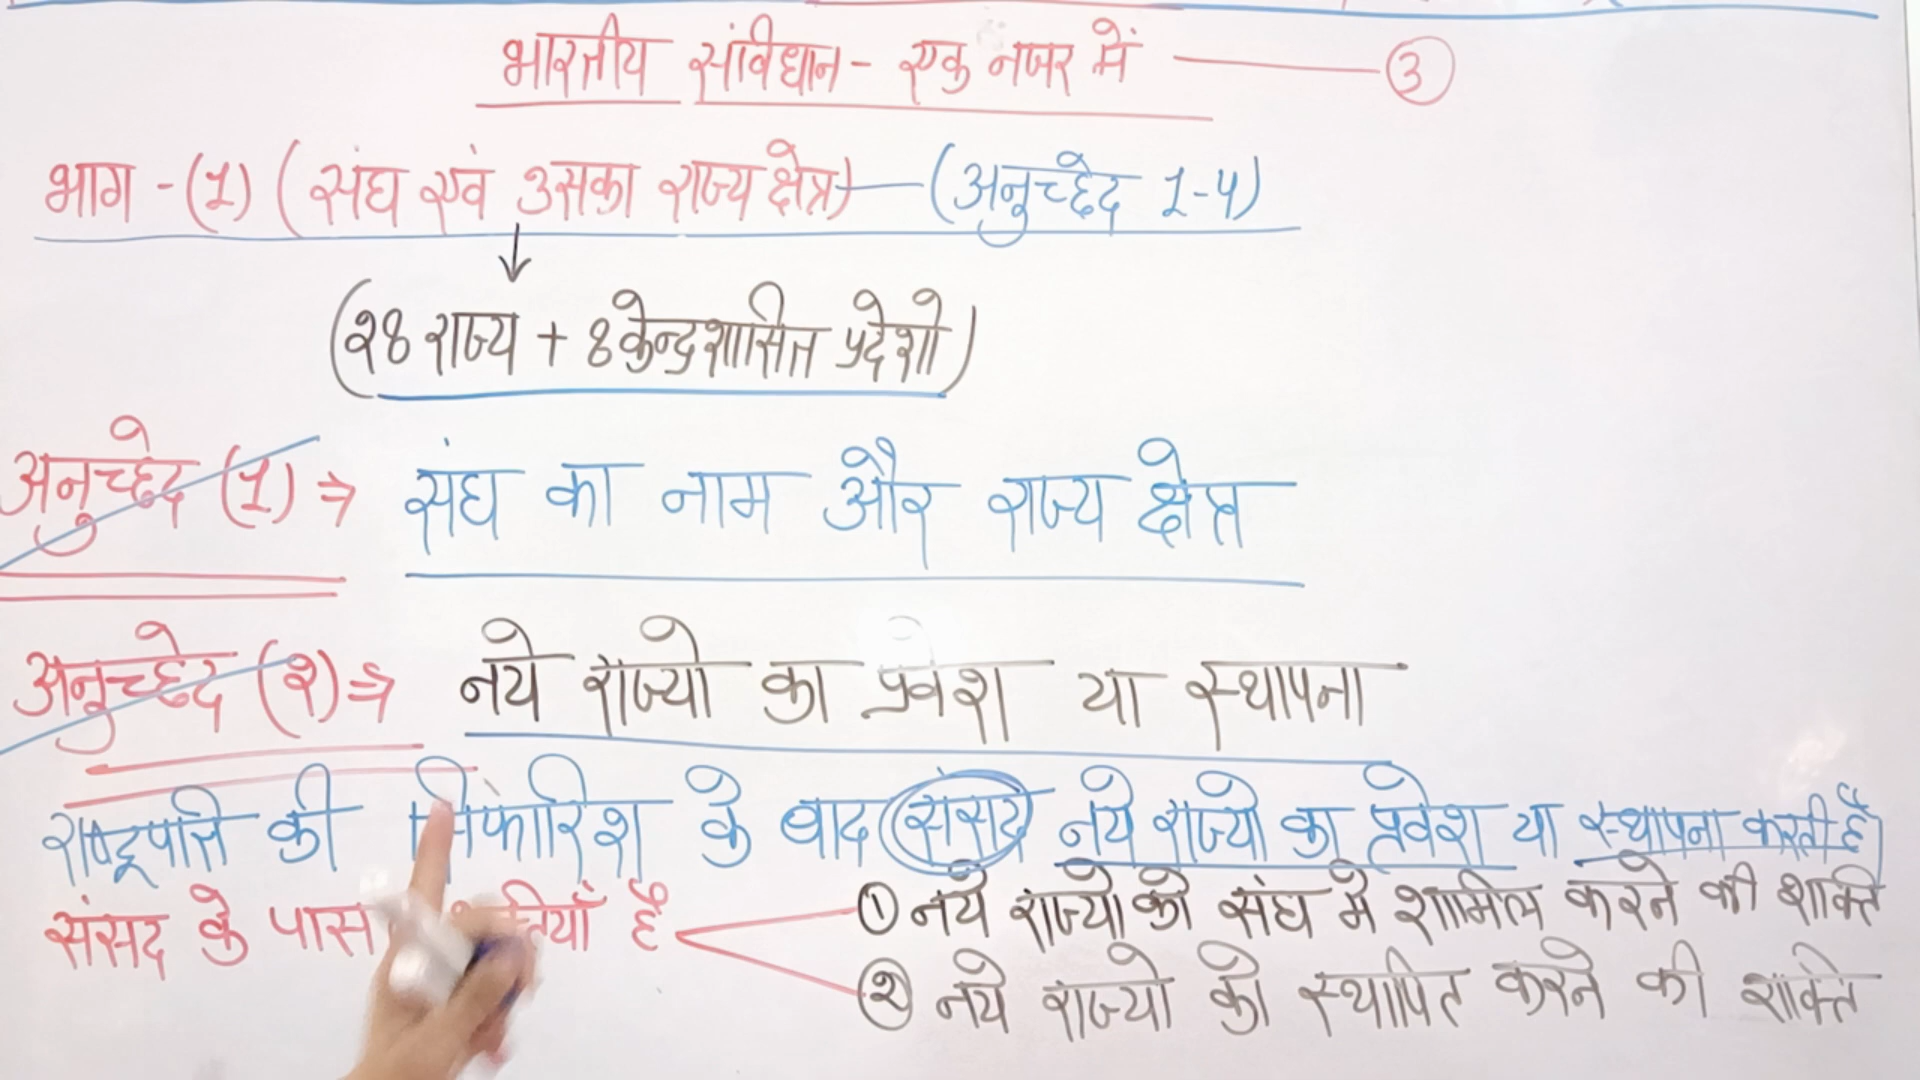 भारतीय संविधान - एक नजर में ③
भाग - (1) (संघ एवं उसका राज्य क्षेत्र) — (अनुच्छेद 1-4)
↓
(28 राज्य + 8 केन्द्रशासित प्रदेशो)
अनुच्छेद (1) ⇒ संघ का नाम और राज्य क्षेत्र
अनुच्छेद (2) ⇒ नये राज्यो का प्रवेश या स्थापना
राष्ट्रपति की सिफारिश के बाद संसद नये राज्यो का प्रवेश या स्थापना करती है|
संसद के पास है
① नये राज्यो को संघ मे शामिल करने की शक्ति
② नये राज्यो को स्थापित करने की शक्ति